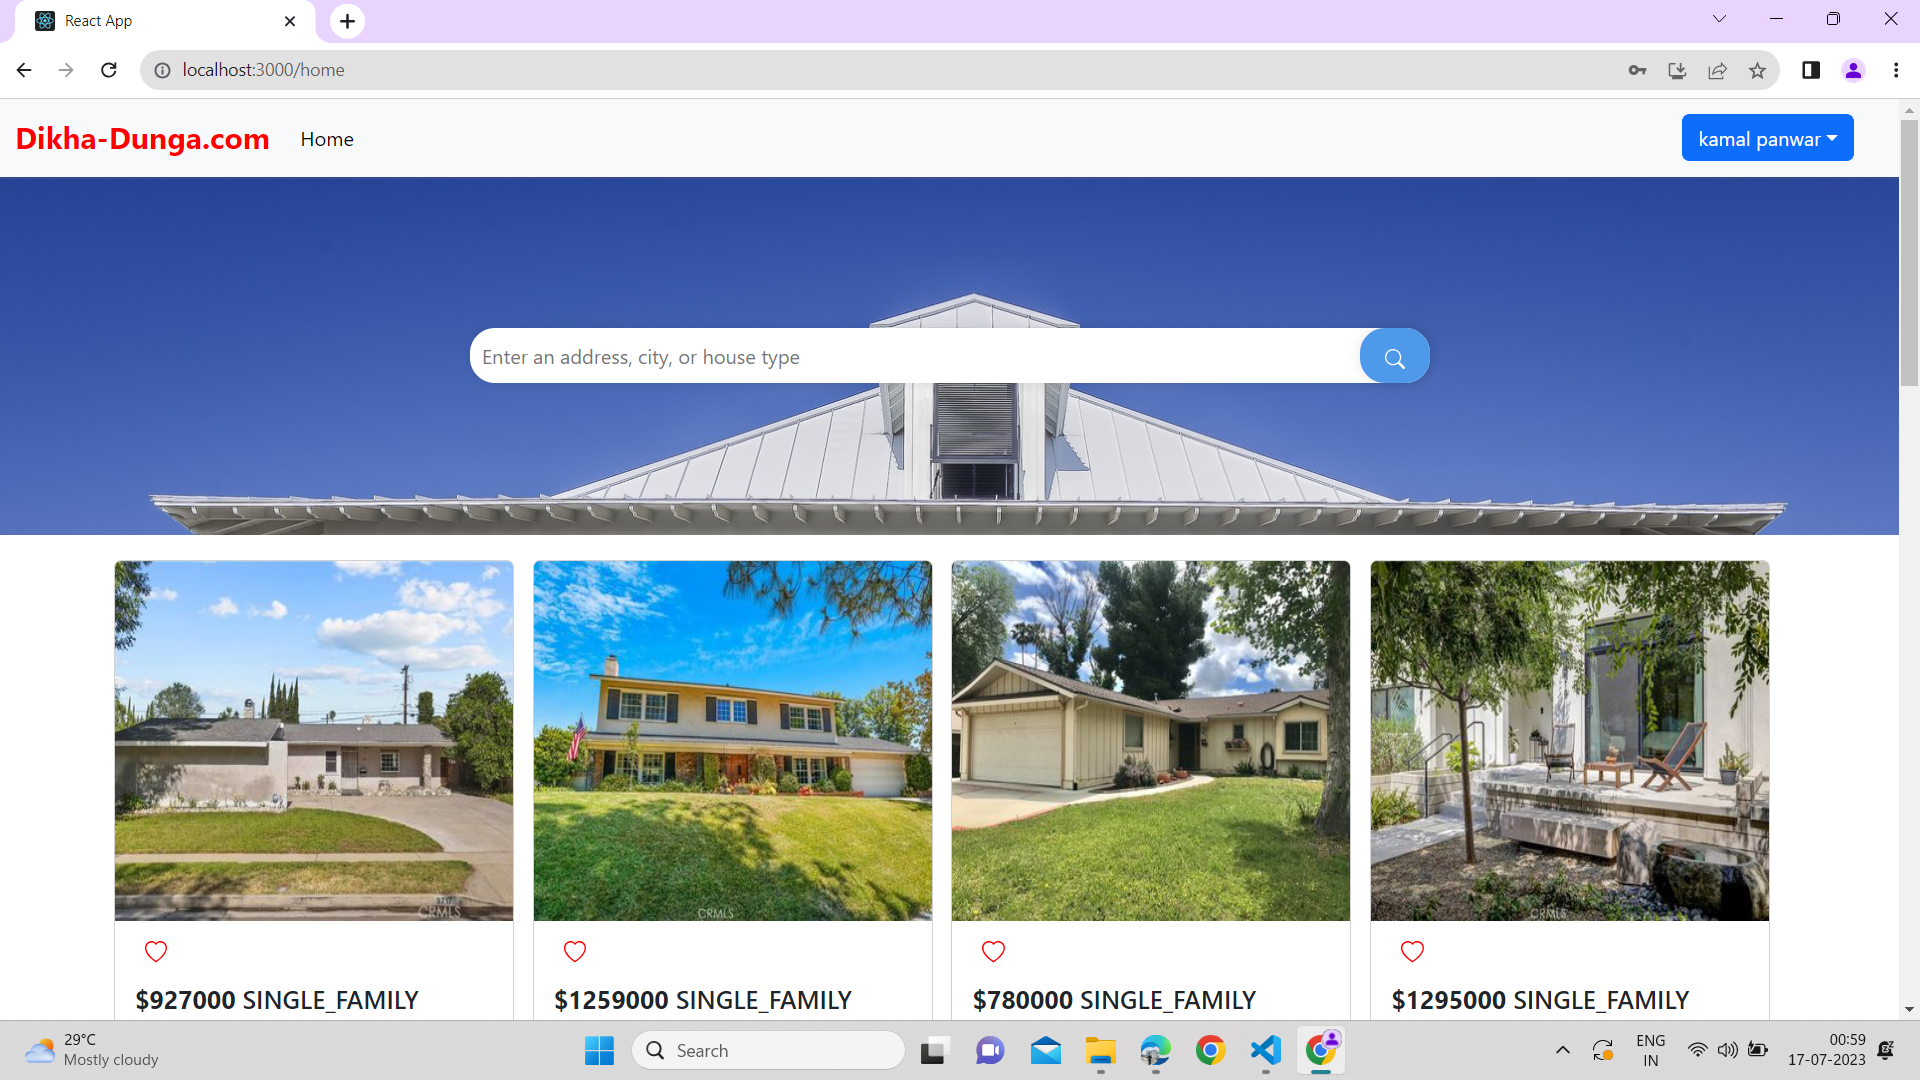 React App
localhost:3000/home
Dikha-Dunga.com
Home
kamal panwar
Enter an address, city, or house type
CRMLS
CRMLS
CRMLS
$927000 SINGLE_FAMILY
$1259000 SINGLE_FAMILY
$780000 SINGLE_FAMILY
$1295000 SINGLE_FAMILY
29°C
Mostly cloudy
Search
ENG
IN
00:59
17-07-2023